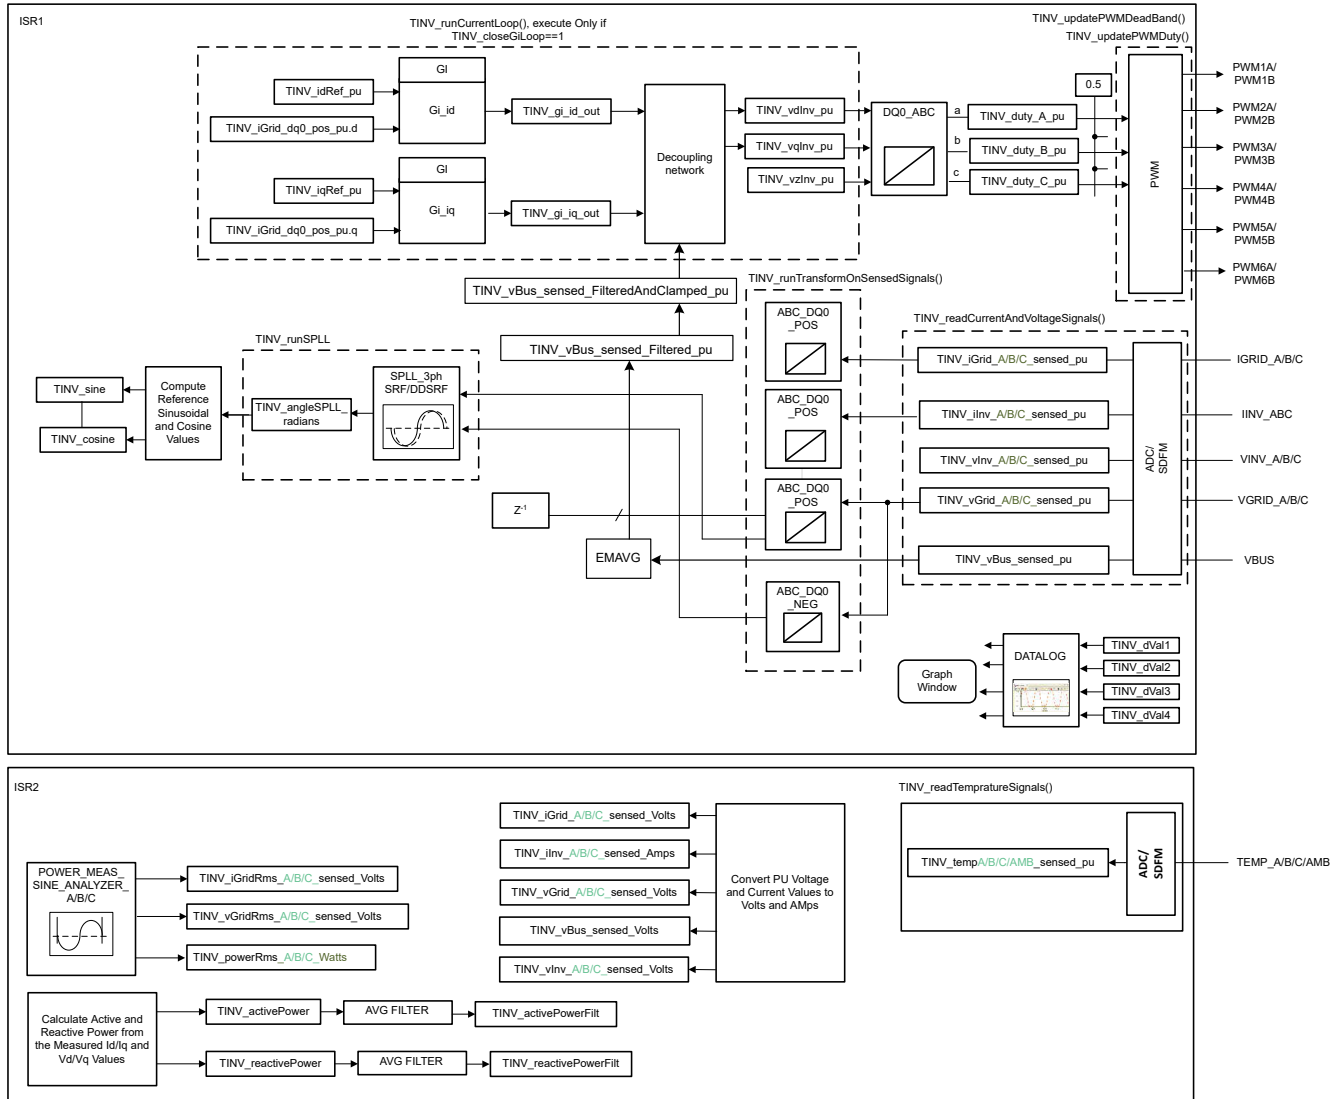 ISR1
TINV_runCurrentLoop(), execute Only if
TINV_closeGiLoop==1
TINV_updatePWMDeadBand()
TINV_updatePWMDuty()
GI
Gi_id
TINV_idRef_pu
TINV_iGrid_dq0_pos_pu.d
TINV_gi_id_out
GI
Gi_iq
TINV_iqRef_pu
TINV_iGrid_dq0_pos_pu.q
TINV_gi_iq_out
Decoupling
network
TINV_vdInv_pu
TINV_vqInv_pu
TINV_vzInv_pu
DQ0_ABC
a
b
c
TINV_duty_A_pu
TINV_duty_B_pu
TINV_duty_C_pu
0.5
PWM
PWM1A/
PWM1B
PWM2A/
PWM2B
PWM3A/
PWM3B
PWM4A/
PWM4B
PWM5A/
PWM5B
PWM6A/
PWM6B
TINV_vBus_sensed_FilteredAndClamped_pu
TINV_vBus_sensed_Filtered_pu
TINV_runTransformOnSensedSignals()
ABC_DQ0
_POS
ABC_DQ0
_POS
ABC_DQ0
_POS
ABC_DQ0
_NEG
TINV_readCurrentAndVoltageSignals()
TINV_iGrid_A/B/C_sensed_pu
TINV_iInv_A/B/C_sensed_pu
TINV_vInv_A/B/C_sensed_pu
TINV_vGrid_A/B/C_sensed_pu
TINV_vBus_sensed_pu
ADC/
SDFM
IGRID_A/B/C
IINV_ABC
VINV_A/B/C
VGRID_A/B/C
VBUS
TINV_runSPLL
SPLL_3ph
SRF/DDSRF
TINV_angleSPLL_
radians
Compute
Reference
Sinusoidal
and Cosine
Values
TINV_sine
TINV_cosine
Z-1
EMAVG
DATALOG
Graph
Window
TINV_dVal1
TINV_dVal2
TINV_dVal3
TINV_dVal4
ISR2
POWER_MEAS_
SINE_ANALYZER_
A/B/C
TINV_iGridRms_A/B/C_sensed_Volts
TINV_vGridRms_A/B/C_sensed_Volts
TINV_powerRms_A/B/C_Watts
Calculate Active and
Reactive Power from
the Measured Id/Iq and
Vd/Vq Values
TINV_activePower
AVG FILTER
TINV_activePowerFilt
TINV_reactivePower
AVG FILTER
TINV_reactivePowerFilt
TINV_iGrid_A/B/C_sensed_Volts
TINV_iInv_A/B/C_sensed_Amps
TINV_vGrid_A/B/C_sensed_Volts
TINV_vBus_sensed_Volts
TINV_vInv_A/B/C_sensed_Volts
Convert PU Voltage
and Current Values to
Volts and AMps
TINV_readTempratureSignals()
TINV_tempA/B/C/AMB_sensed_pu
ADC/
SDFM
TEMP_A/B/C/AMB